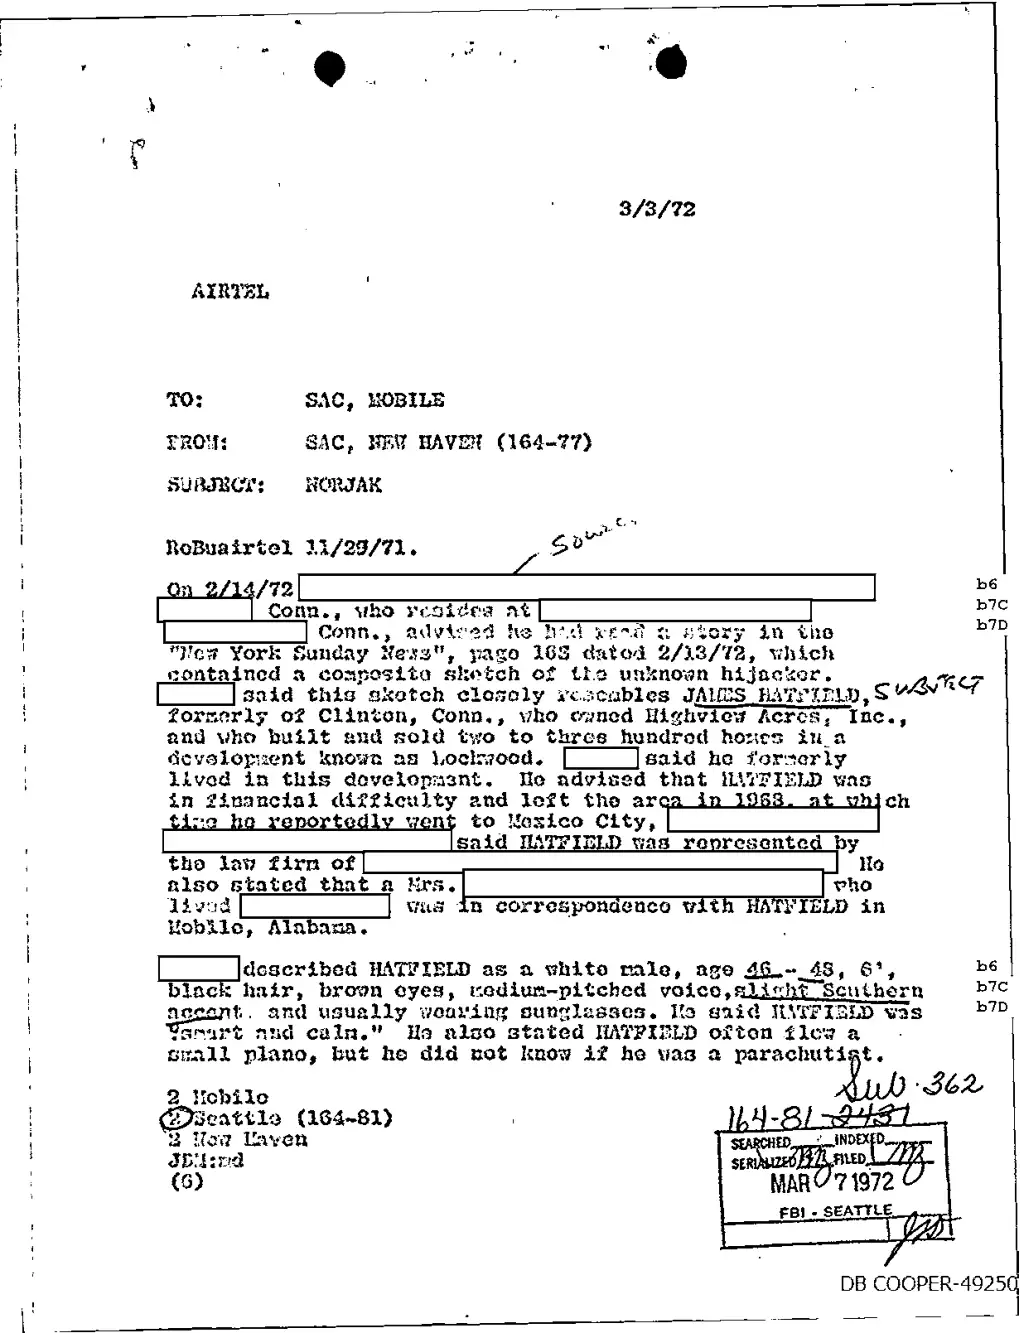 3/3/72
AIRTEL
TO: SAC, MOBILE
FROM: SAC, NEW HAVEN (164-77)
SUBJECT: NORJAK
Source
ReBuairtel 11/29/71.
On 2/14/72
b6
Conn., who resides at
b7C
Conn., advised he had read a story in the
b7D
"New York Sunday News", page 163 dated 2/13/72, which
contained a composite sketch of the unknown hijacker.
said this sketch closely resembles JAMES HATFIELD, SUBJECT
formerly of Clinton, Conn., who owned Highview Acres, Inc.,
and who built and sold two to three hundred homes in a
development known as Lockwood. said he formerly
lived in this development. He advised that HATFIELD was
in financial difficulty and left the area in 1963, at which
time he reportedly went to Mexico City,
said HATFIELD was represented by
the law firm of He
also stated that a Mrs. who
lived was in correspondence with HATFIELD in
Mobile, Alabama.
described HATFIELD as a white male, age 46 - 48, 6', b6
black hair, brown eyes, medium-pitched voice, slight Southern b7C
accent, and usually wearing sunglasses. He said HATFIELD was b7D
"smart and calm." He also stated HATFIELD often flew a
small plane, but he did not know if he was a parachutist.
2 Mobile
Sub. 362
2 Seattle (164-81)
164-81-2437
2 New Haven
SEARCHED INDEXED
JEM:md
SERIALIZED FILED
(6)
MAR 7 1972
FBI - SEATTLE
DB COOPER-49250